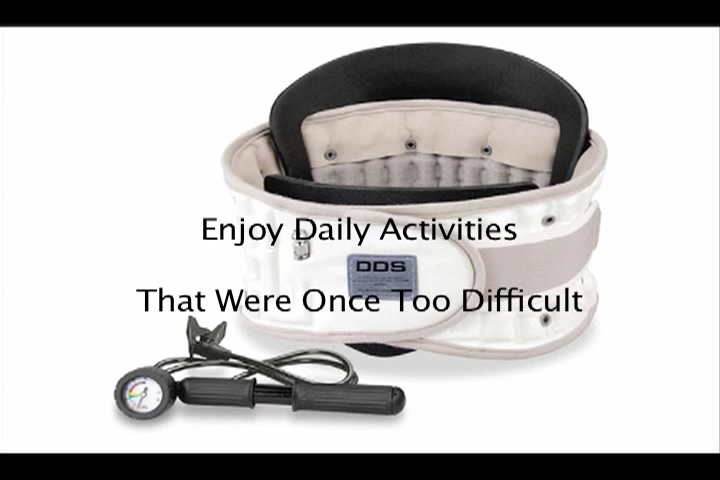 Enjoy Daily Activities
DDS
That Were Once Too Difficult